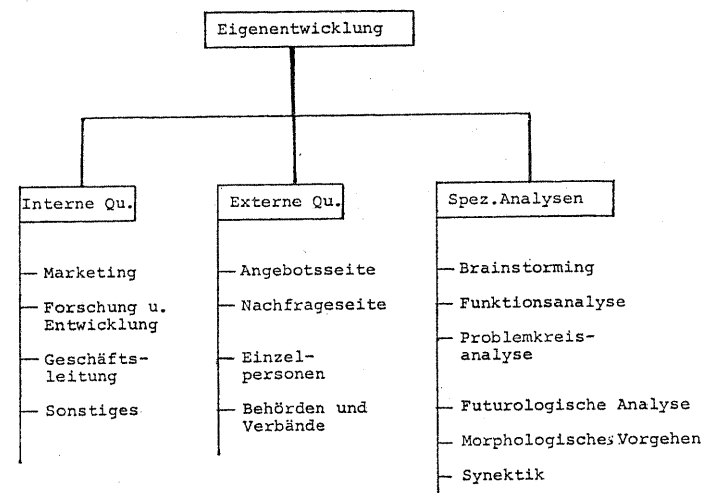 Eigenentwicklung
Interne Qu.
Marketing
Forschung u.
Entwicklung
Geschäfts-
leitung
Sonstiges
Externe Qu.
Angebotsseite
Nachfrageseite
Einzel-
personen
Behörden und
Verbände
Spez.Analysen
Brainstorming
Funktionsanalyse
Problemkreis-
analyse
Futurologische Analyse
Morphologisches Vorgehen
Synektik